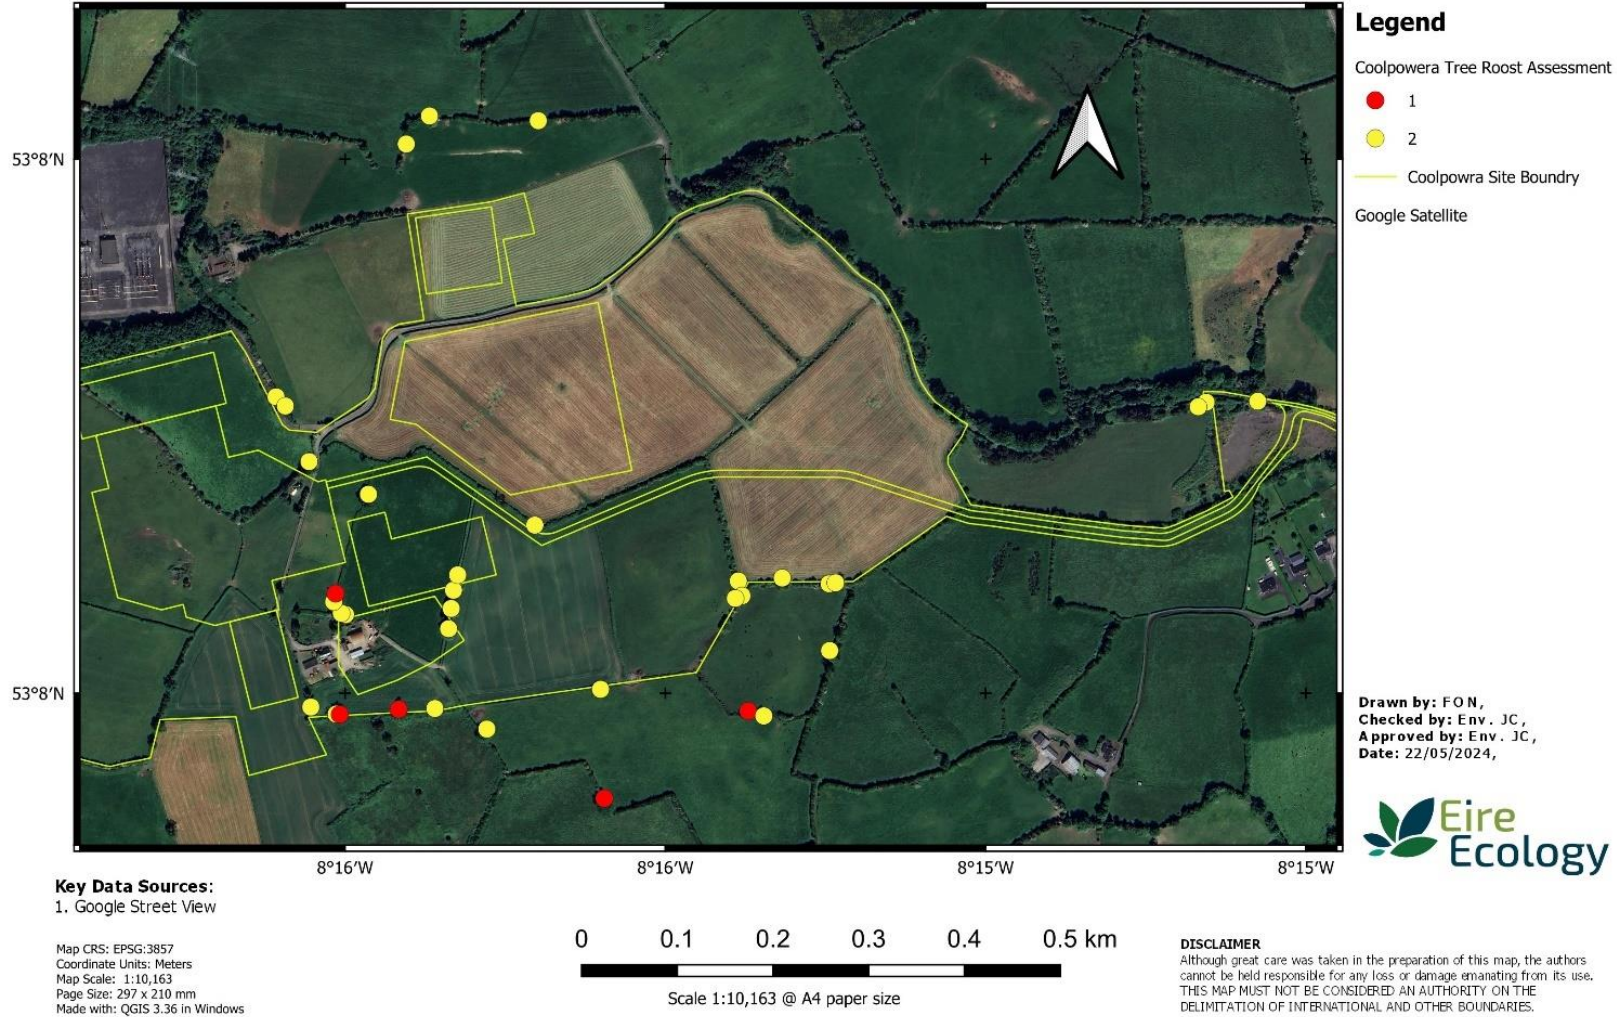 Legend
Coolpowera Tree Roost Assessment
1
2
Coolpowra Site Boundry
Google Satellite
53°8'N
53°8'N
8°16'W
8°16'W
8°15'W
8°15'W
Drawn by: FON,
Checked by: Env. JC,
Approved by: Env. JC,
Date: 22/05/2024,
Eire
Ecology
Key Data Sources:
1. Google Street View
Map CRS: EPSG:3857
Coordinate Units: Meters
Map Scale: 1:10,163
Page Size: 297 x 210 mm
Made with: QGIS 3.36 in Windows
0 0.1 0.2 0.3 0.4 0.5 km
Scale 1:10,163 @ A4 paper size
DISCLAIMER
Although great care was taken in the preparation of this map, the authors
cannot be held responsible for any loss or damage emanating from its use.
THIS MAP MUST NOT BE CONSIDERED AN AUTHORITY ON THE
DELIMITATION OF INTERNATIONAL AND OTHER BOUNDARIES.